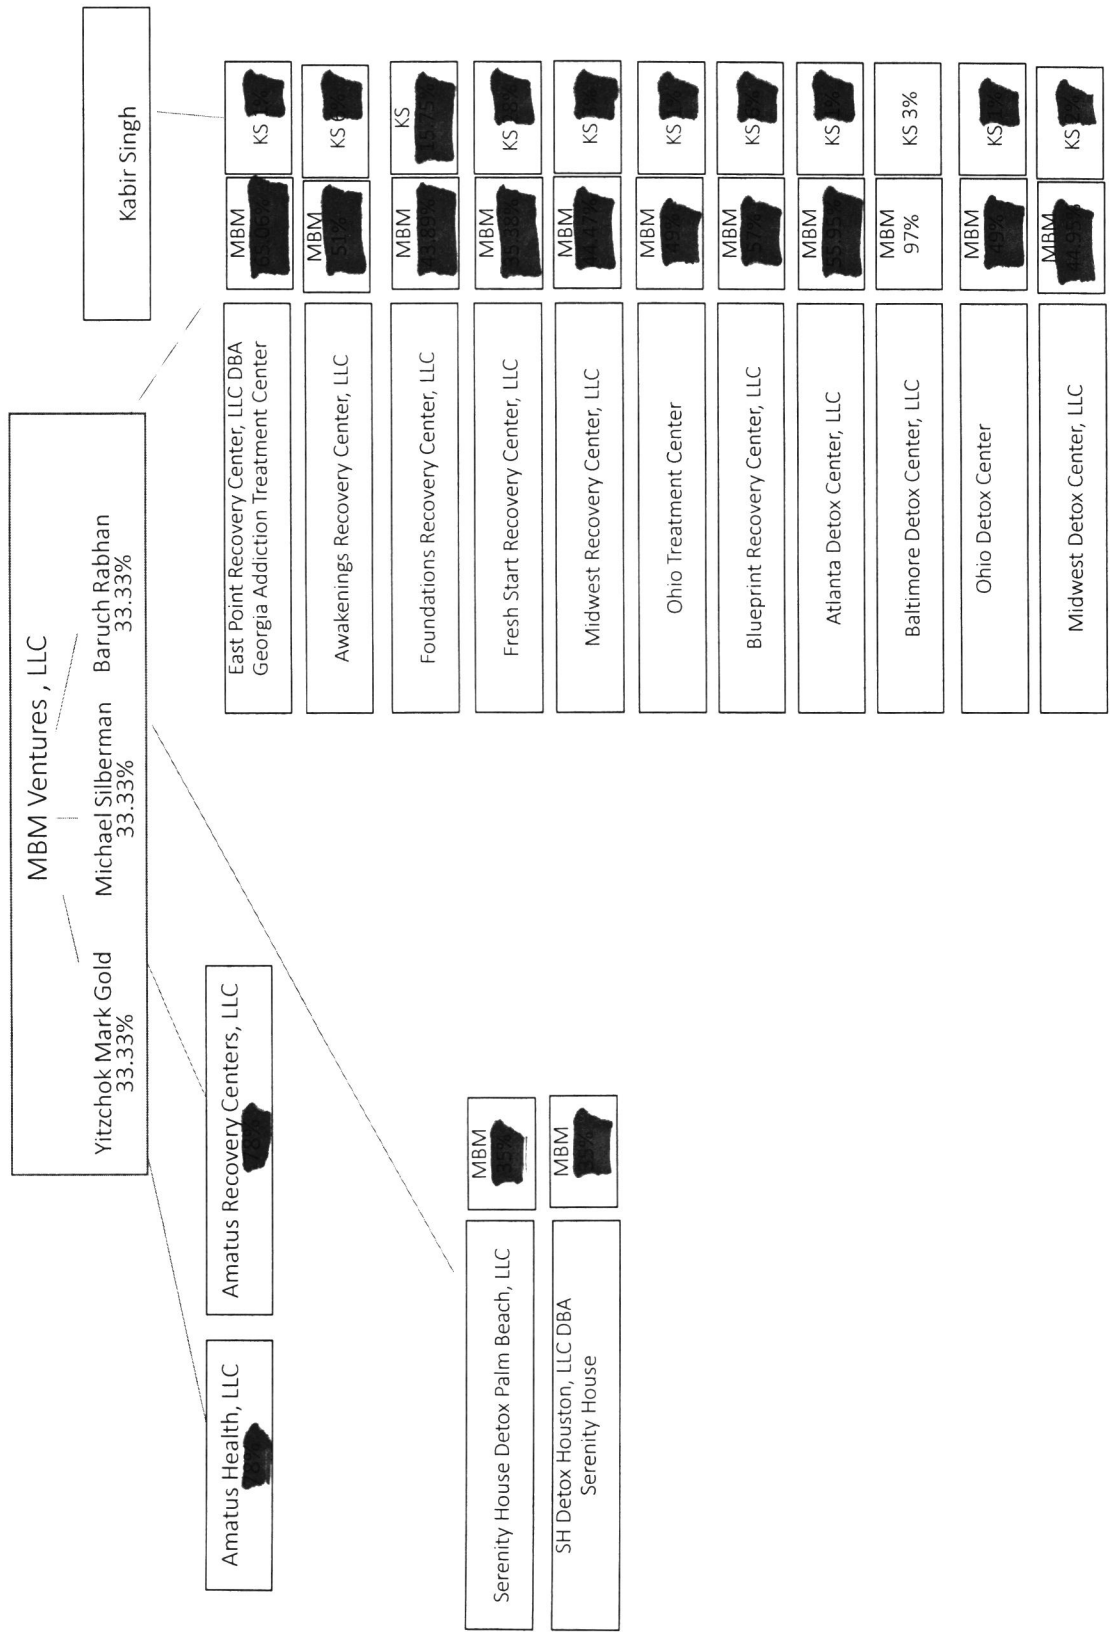 MBM Ventures , LLC
Yitzchok Mark Gold
33.33%
Michael Silberman
33.33%
Baruch Rabhan
33.33%
Kabir Singh
Amatus Health, LLC
Amatus Recovery Centers, LLC
East Point Recovery Center, LLC DBA
Georgia Addiction Treatment Center
MBM
KS
Awakenings Recovery Center, LLC
MBM
KS
Foundations Recovery Center, LLC
MBM
KS
Fresh Start Recovery Center, LLC
MBM
KS
Midwest Recovery Center, LLC
MBM
KS
Ohio Treatment Center
MBM
KS
Blueprint Recovery Center, LLC
MBM
KS
Atlanta Detox Center, LLC
MBM
KS
Baltimore Detox Center, LLC
MBM
97%
KS 3%
Ohio Detox Center
MBM
KS
Midwest Detox Center, LLC
MBM
KS
Serenity House Detox Palm Beach, LLC
MBM
SH Detox Houston, LLC DBA
Serenity House
MBM